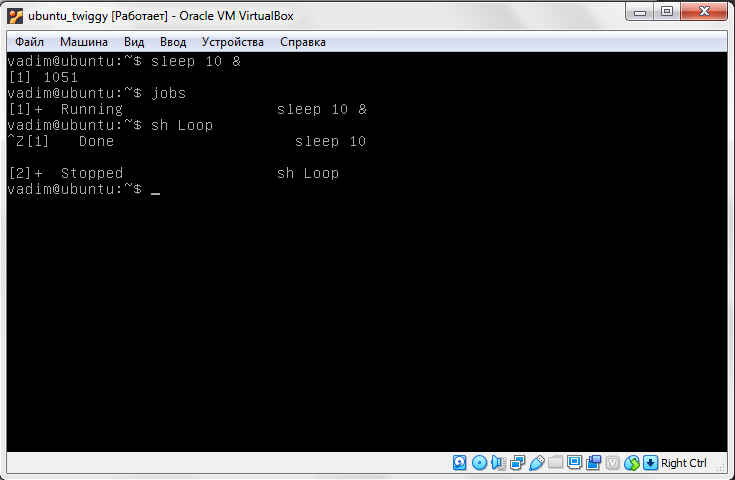 ubuntu_twiggy [Работает] - Oracle VM VirtualBox
Файл Машина Вид Ввод Устройства Справка
vadim@ubuntu:~$ sleep 10 &
[1] 1051
vadim@ubuntu:~$ jobs
[1]+  Running                 sleep 10 &
vadim@ubuntu:~$ sh Loop
^Z[1]   Done                    sleep 10
[2]+  Stopped                 sh Loop
vadim@ubuntu:~$ _
Right Ctrl